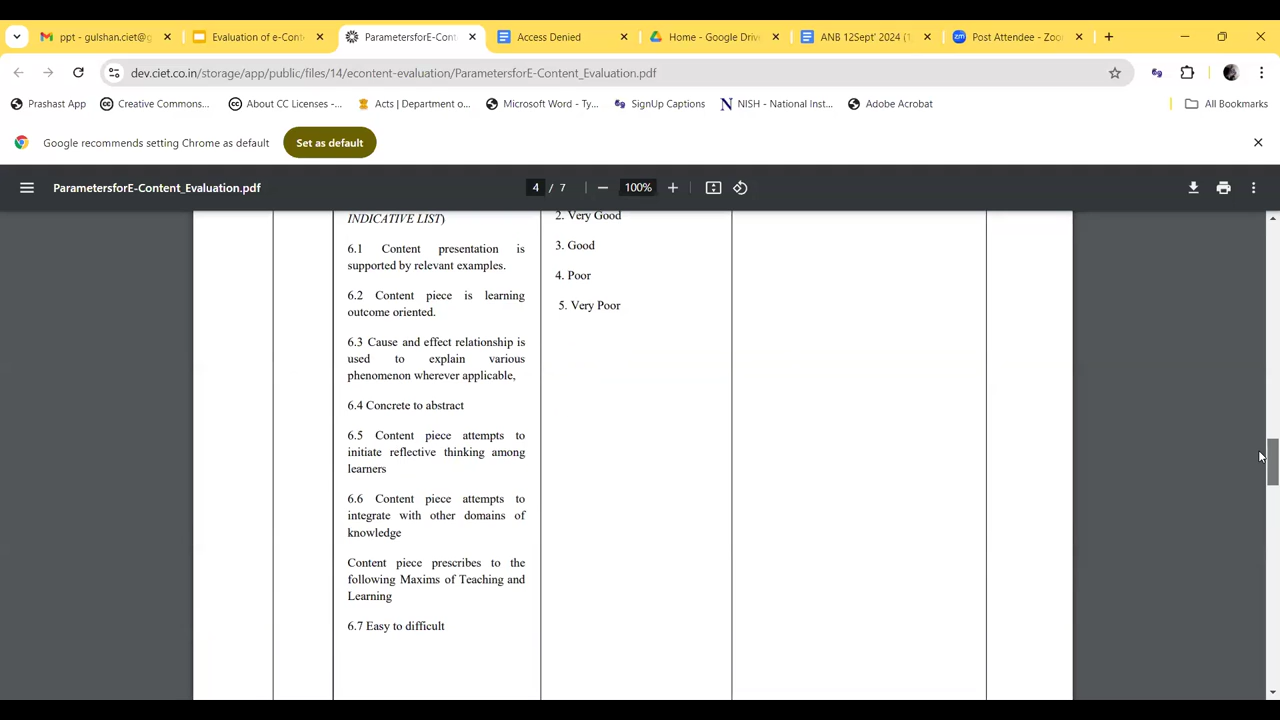 ppt - gulshan.ciet@g
Evaluation of e-Conte
ParametersforE-Conte
Access Denied
Home - Google Drive
ANB 12Sept' 2024 (1
Post Attendee - Zoo
dev.ciet.co.in/storage/app/public/files/14/econtent-evaluation/ParametersforE-Content_Evaluation.pdf
Prashast App
Creative Commons...
About CC Licenses -...
Acts | Department o...
Microsoft Word - Ty...
SignUp Captions
NISH - National Inst...
Adobe Acrobat
All Bookmarks
Google recommends setting Chrome as default
Set as default
ParametersforE-Content_Evaluation.pdf
4 / 7
100%
INDICATIVE LIST)
6.1 Content presentation is
supported by relevant examples.
6.2 Content piece is learning
outcome oriented.
6.3 Cause and effect relationship is
used to explain various
phenomenon wherever applicable,
6.4 Concrete to abstract
6.5 Content piece attempts to
initiate reflective thinking among
learners
6.6 Content piece attempts to
integrate with other domains of
knowledge
Content piece prescribes to the
following Maxims of Teaching and
Learning
6.7 Easy to difficult
2. Very Good
3. Good
4. Poor
5. Very Poor